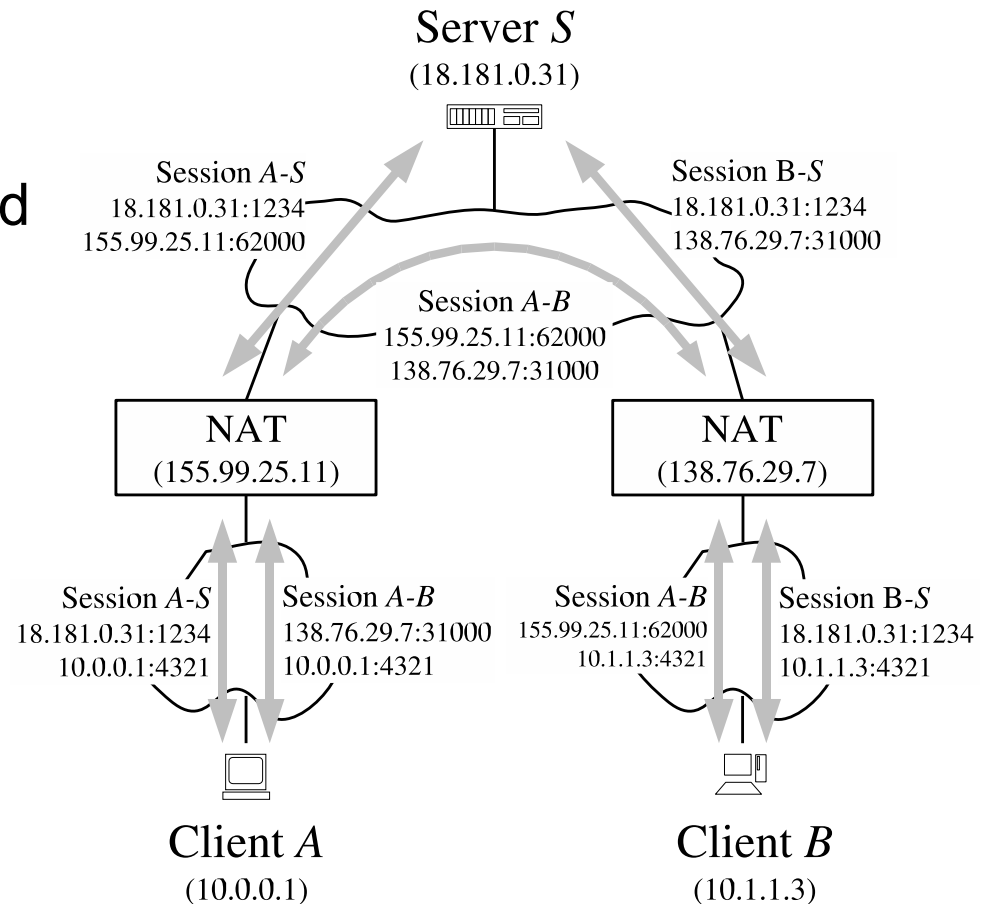 Server S
(18.181.0.31)
d
Session A-S
18.181.0.31:1234
155.99.25.11:62000
Session B-S
18.181.0.31:1234
138.76.29.7:31000
Session A-B
155.99.25.11:62000
138.76.29.7:31000
NAT
(155.99.25.11)
NAT
(138.76.29.7)
Session A-S
18.181.0.31:1234
10.0.0.1:4321
Session A-B
138.76.29.7:31000
10.0.0.1:4321
Session A-B
155.99.25.11:62000
10.1.1.3:4321
Session B-S
18.181.0.31:1234
10.1.1.3:4321
Client A
(10.0.0.1)
Client B
(10.1.1.3)